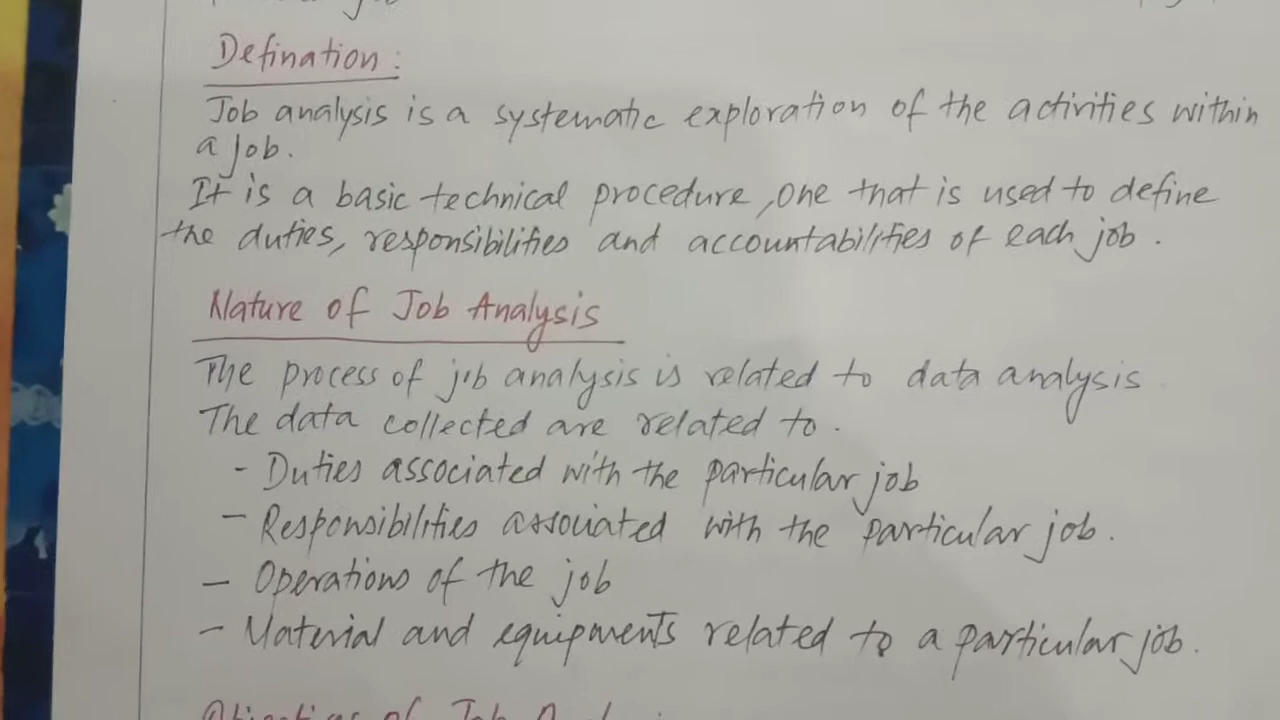 Defination:
Job analysis is a systematic exploration of the activities within
a job.
It is a basic technical procedure, one that is used to define
the duties, responsibilities and accountabilities of each job.
Nature of Job Analysis
The process of job analysis is related to data analysis
The data collected are related to.
- Duties associated with the particular job
- Responsibilities associated with the particular job.
- Operations of the job
- Material and equipments related to a particular job.
of Job